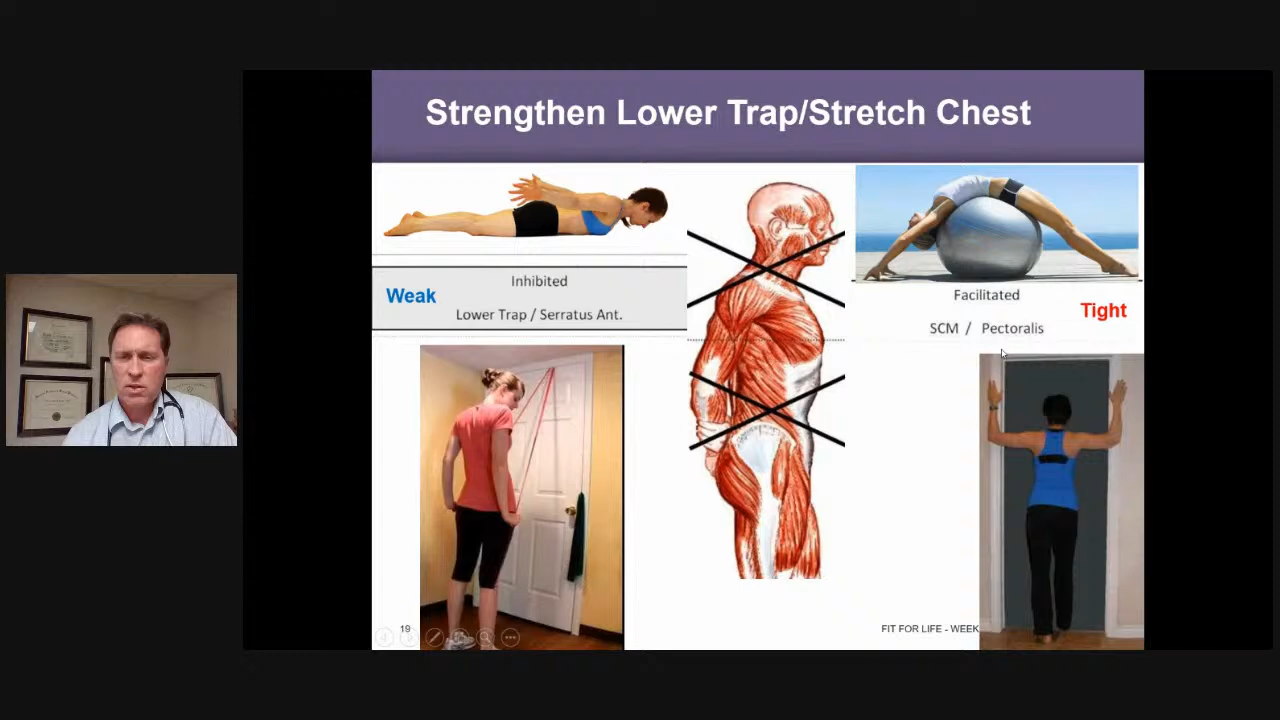 Strengthen Lower Trap/Stretch Chest
Weak
Inhibited
Lower Trap / Serratus Ant.
Facilitated
Tight
SCM / Pectoralis
19
FIT FOR LIFE - WEEK